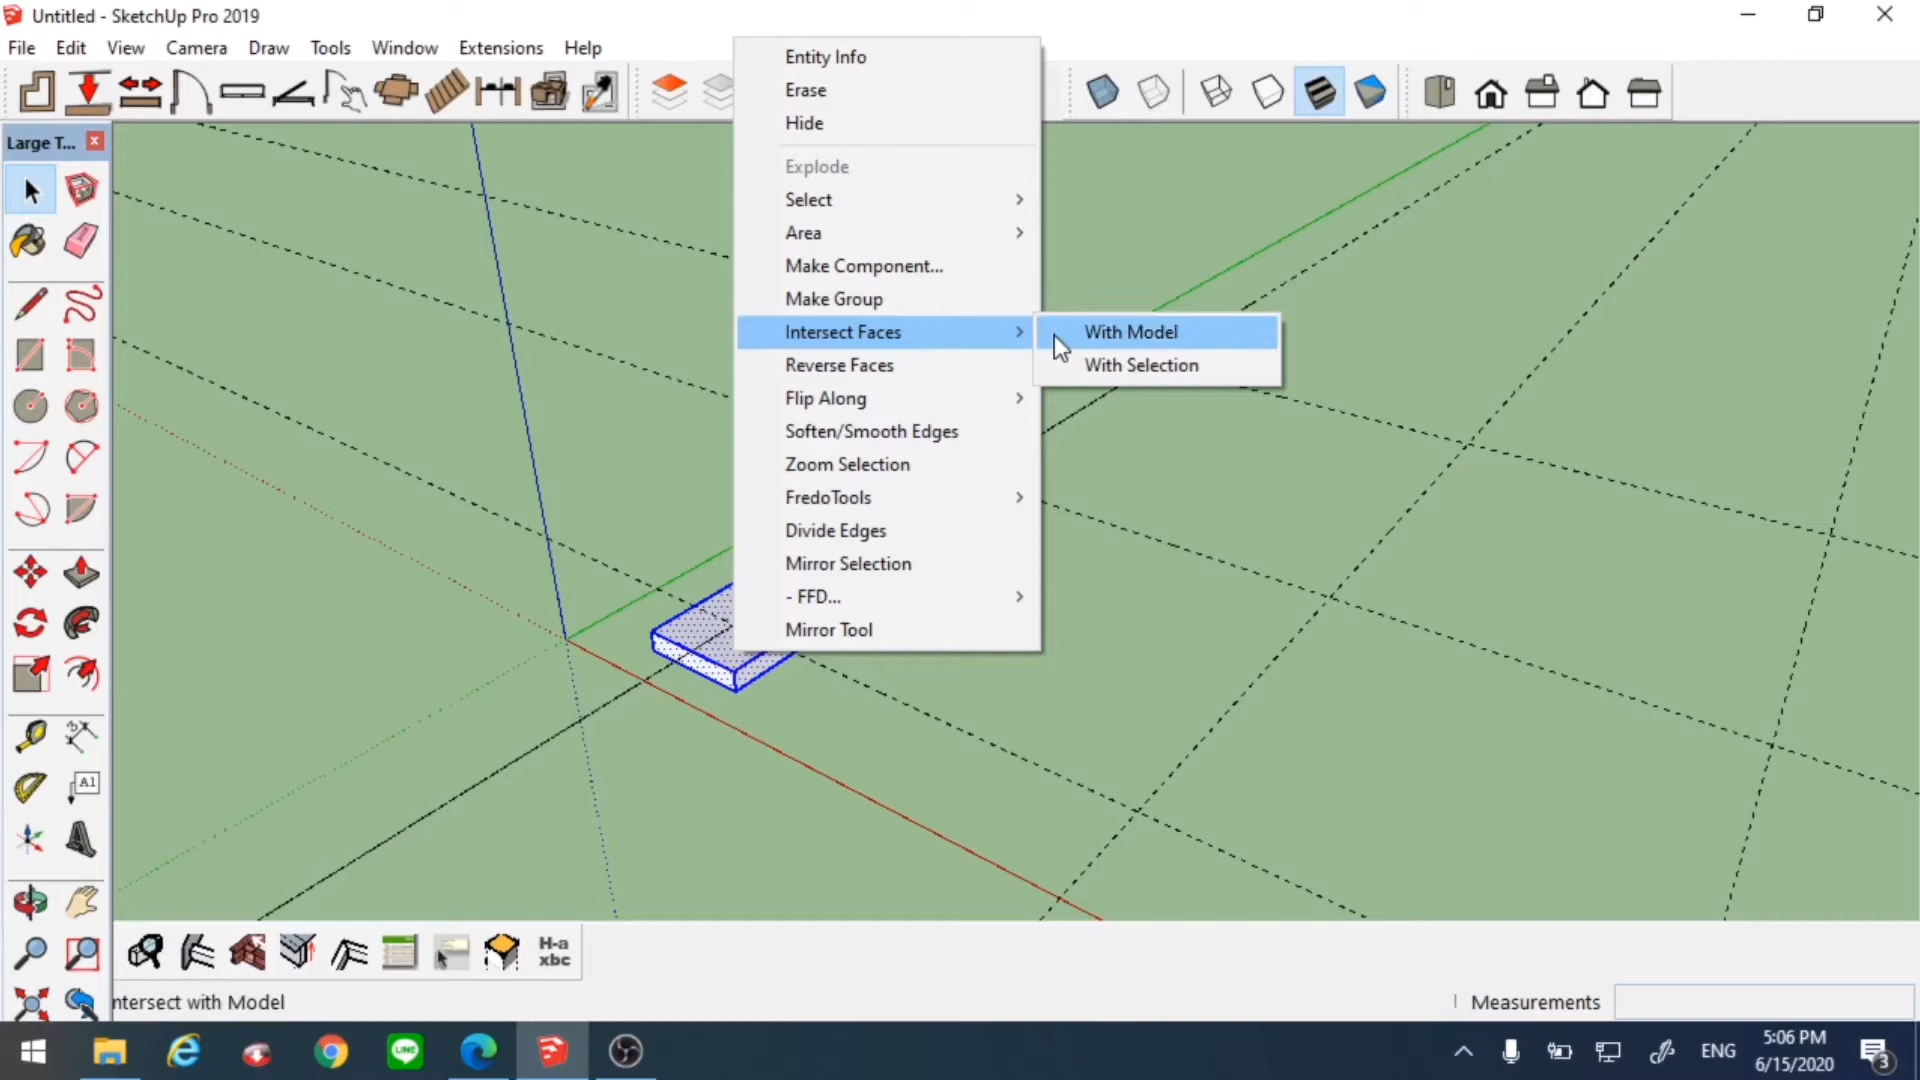 Untitled - SketchUp Pro 2019
File Edit View Camera Draw Tools Window Extensions Help
Large T...
Entity Info
Erase
Hide
Explode
Select
Area
Make Component...
Make Group
Intersect Faces
With Model
With Selection
Reverse Faces
Flip Along
Soften/Smooth Edges
Zoom Selection
FredoTools
Divide Edges
Mirror Selection
- FFD...
Mirror Tool
A1
H-a
xbc
ntersect with Model
Measurements
LINE
ENG
5:06 PM
6/15/2020
3